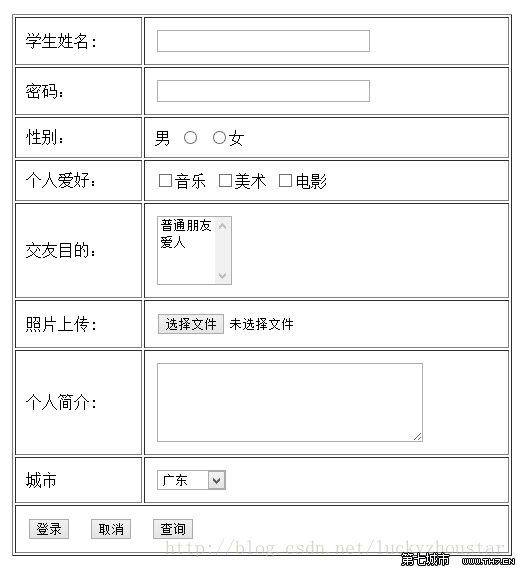 学生姓名:
密码:
性别: 男 女
个人爱好: 音乐 美术 电影
交友目的: 普通朋友
爱人
照片上传: 选择文件 未选择文件
个人简介:
城市 广东
登录 取消 查询
http://blog.csdn.net/luckyzhoustar
第七城市 WWW.TH7.CN